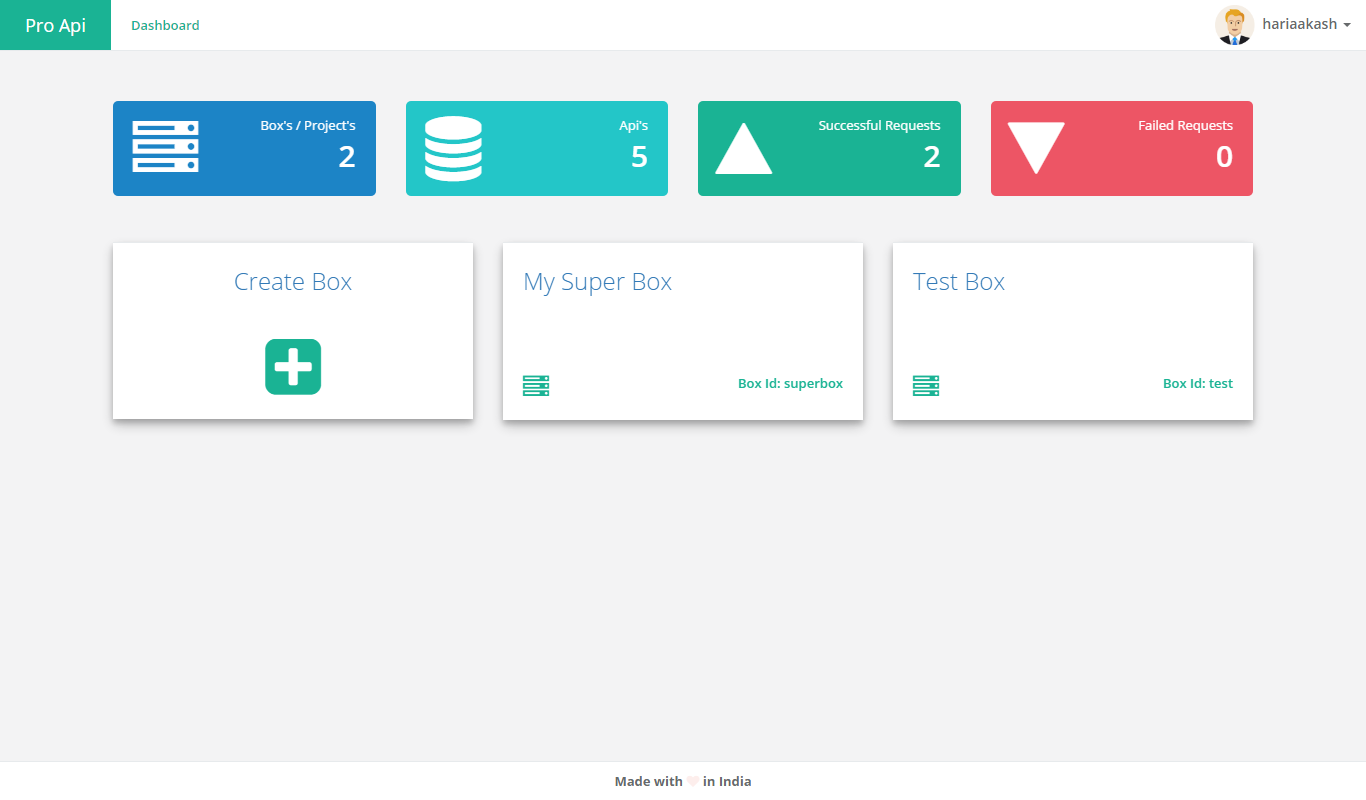 Pro Api
Dashboard
hariaakash
Box's / Project's
2
Api's
5
Successful Requests
2
Failed Requests
0
Create Box
My Super Box
Box Id: superbox
Test Box
Box Id: test
Made with in India